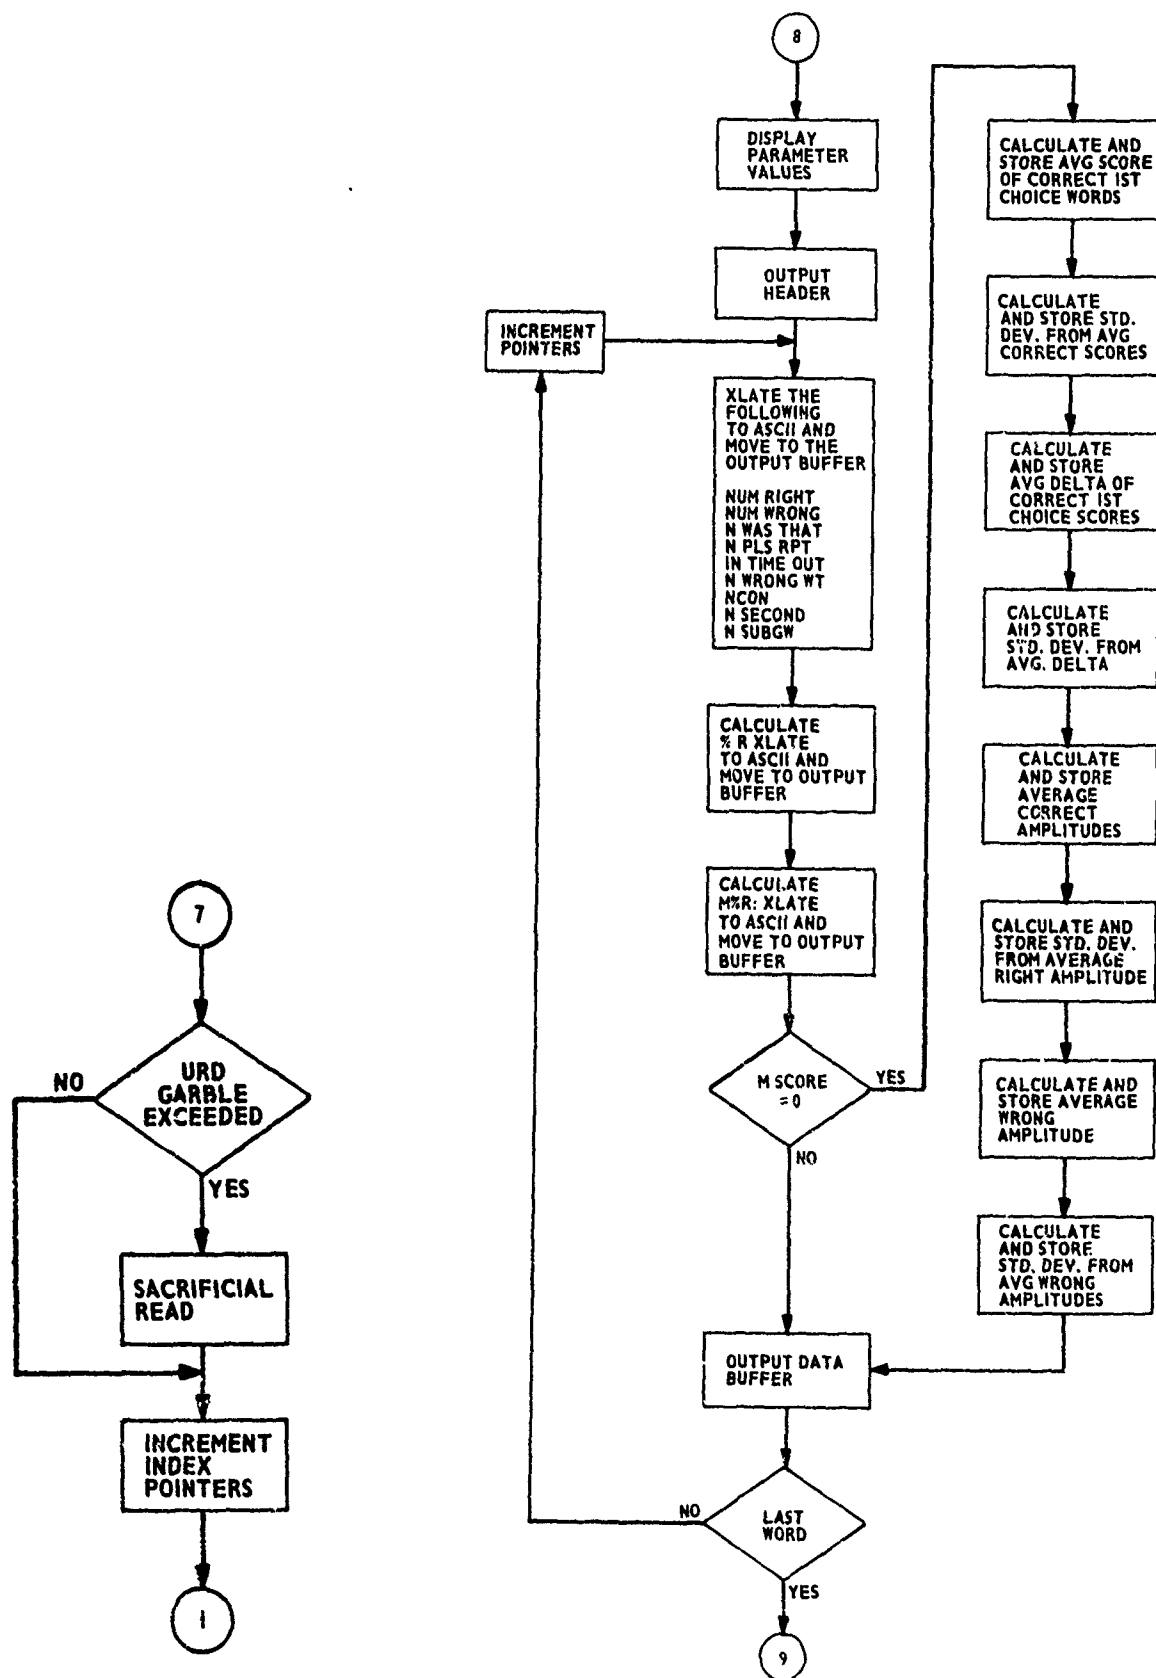 7
URD
GARBLE
EXCEEDED
NO
YES
SACRIFICIAL
READ
INCREMENT
INDEX
POINTERS
1
8
DISPLAY
PARAMETER
VALUES
OUTPUT
HEADER
INCREMENT
POINTERS
XLATE THE
FOLLOWING
TO ASCII AND
MOVE TO THE
OUTPUT BUFFER
NUM RIGHT
NUM WRONG
N WAS THAT
N PLS RPT
IN TIME OUT
N WRONG WT
NCON
N SECOND
N SUBGW
CALCULATE
% R XLATE
TO ASCII AND
MOVE TO OUTPUT
BUFFER
CALCULATE
M%R: XLATE
TO ASCII AND
MOVE TO OUTPUT
BUFFER
M SCORE
= 0
YES
NO
OUTPUT DATA
BUFFER
LAST
WORD
NO
YES
9
CALCULATE AND
STORE AVG SCORE
OF CORRECT IST
CHOICE WORDS
CALCULATE
AND STORE STD.
DEV. FROM AVG
CORRECT SCORES
CALCULATE
AND STORE
AVG DELTA OF
CORRECT IST
CHOICE SCORES
CALCULATE
AND STORE
STD. DEV. FROM
AVG. DELTA
CALCULATE
AND STORE
AVERAGE
CORRECT
AMPLITUDES
CALCULATE AND
STORE STD. DEV.
FROM AVERAGE
RIGHT AMPLITUDE
CALCULATE AND
STORE AVERAGE
WRONG
AMPLITUDE
CALCULATE
AND STORE
STD. DEV. FROM
AVG WRONG
AMPLITUDES